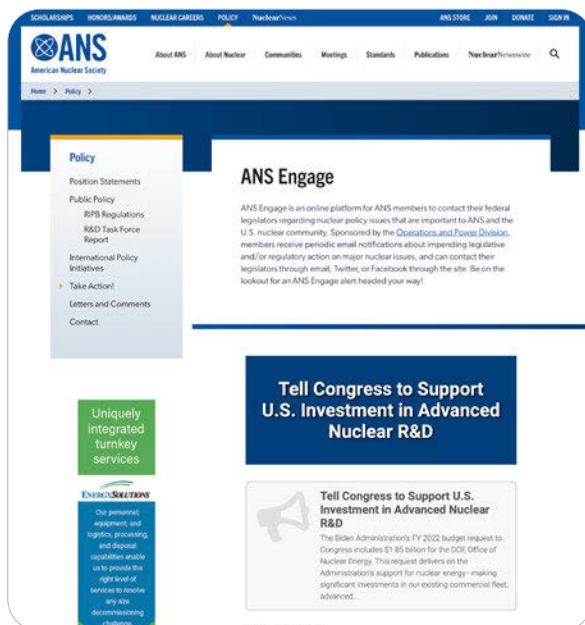 SCHOLARSHIPS HONORS/AWARDS NUCLEAR CAREERS POLICY NuclearNews ANS STORE JOIN DONATE SIGN IN
ANS
American Nuclear Society
About ANS About Nuclear Communities Meetings Standards Publications NuclearNewswire
Home > Policy >
Policy
Position Statements
Public Policy
RIPB Regulations
R&D Task Force
Report
International Policy
Initiatives
Take Action!
Letters and Comments
Contact
ANS Engage
ANS Engage is an online platform for ANS members to contact their federal
legislators regarding nuclear policy issues that are important to ANS and the
U.S. nuclear community. Sponsored by the Operations and Power Division,
members receive periodic email notifications about impending legislative
and/or regulatory action on major nuclear issues, and can contact their
legislators through email, Twitter, or Facebook through the site. Be on the
lookout for an ANS Engage alert headed your way!
Uniquely
integrated
turnkey
services
ENERGYSOLUTIONS
Our personnel,
equipment, and
logistics, processing,
and disposal
capabilities enable
us to provide the
right level of
services to resolve
any size
decommissioning
challenge
Tell Congress to Support
U.S. Investment in Advanced
Nuclear R&D
Tell Congress to Support U.S.
Investment in Advanced Nuclear
R&D
The Biden Administration's FY 2022 budget request to
Congress includes $1.85 billion for the DOE Office of
Nuclear Energy. This request delivers on the
Administration's support for nuclear energy - making
significant investments in our existing commercial fleet,
advanced...